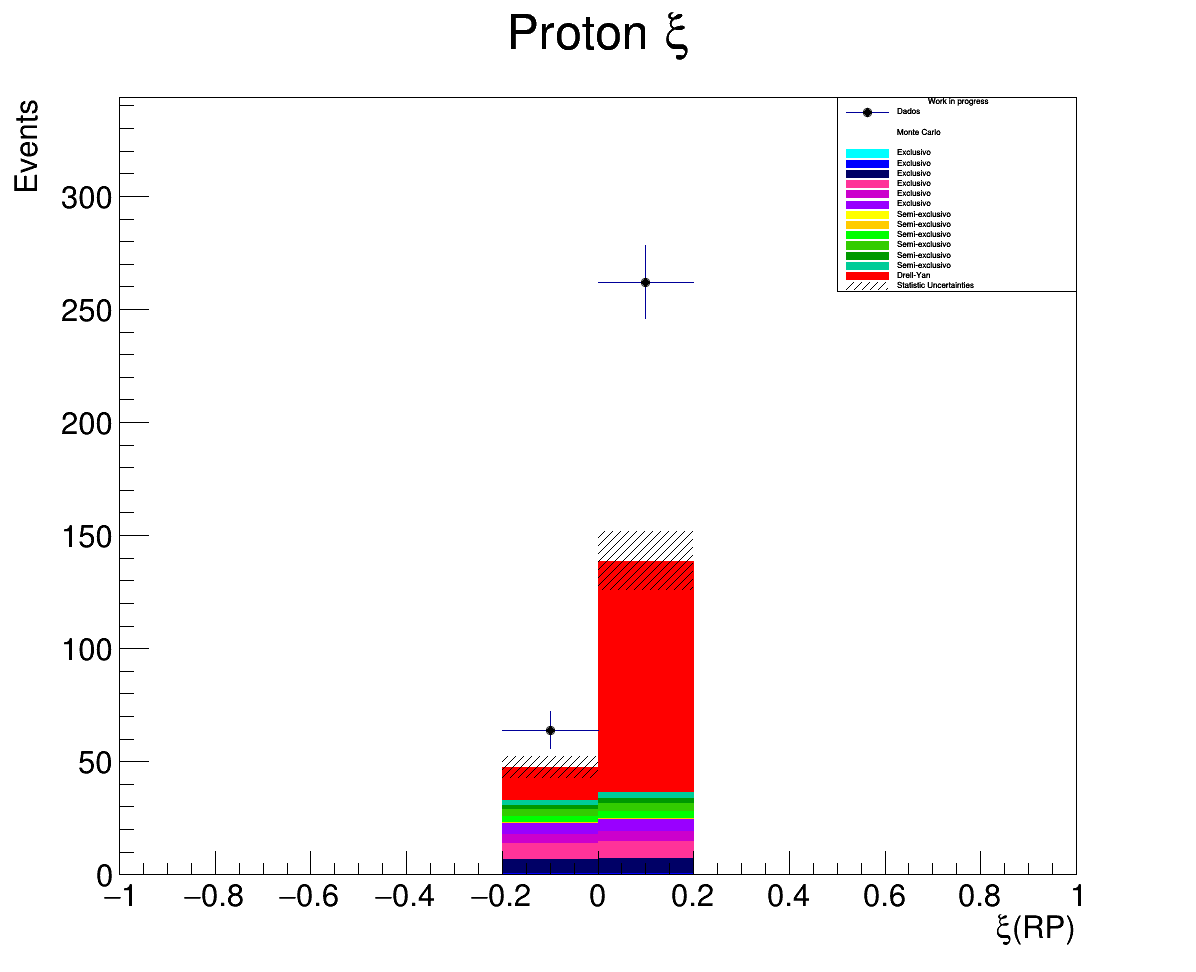 Proton ξ
Events
Work in progress
Dados
Monte Carlo
Exclusivo
Exclusivo
Exclusivo
Exclusivo
Exclusivo
Exclusivo
Semi-exclusivo
Semi-exclusivo
Semi-exclusivo
Semi-exclusivo
Semi-exclusivo
Semi-exclusivo
Drell-Yan
Statistic Uncertainties
300
250
200
150
100
50
0
−1 −0.8 −0.6 −0.4 −0.2 0 0.2 0.4 0.6 0.8 1
ξ(RP)